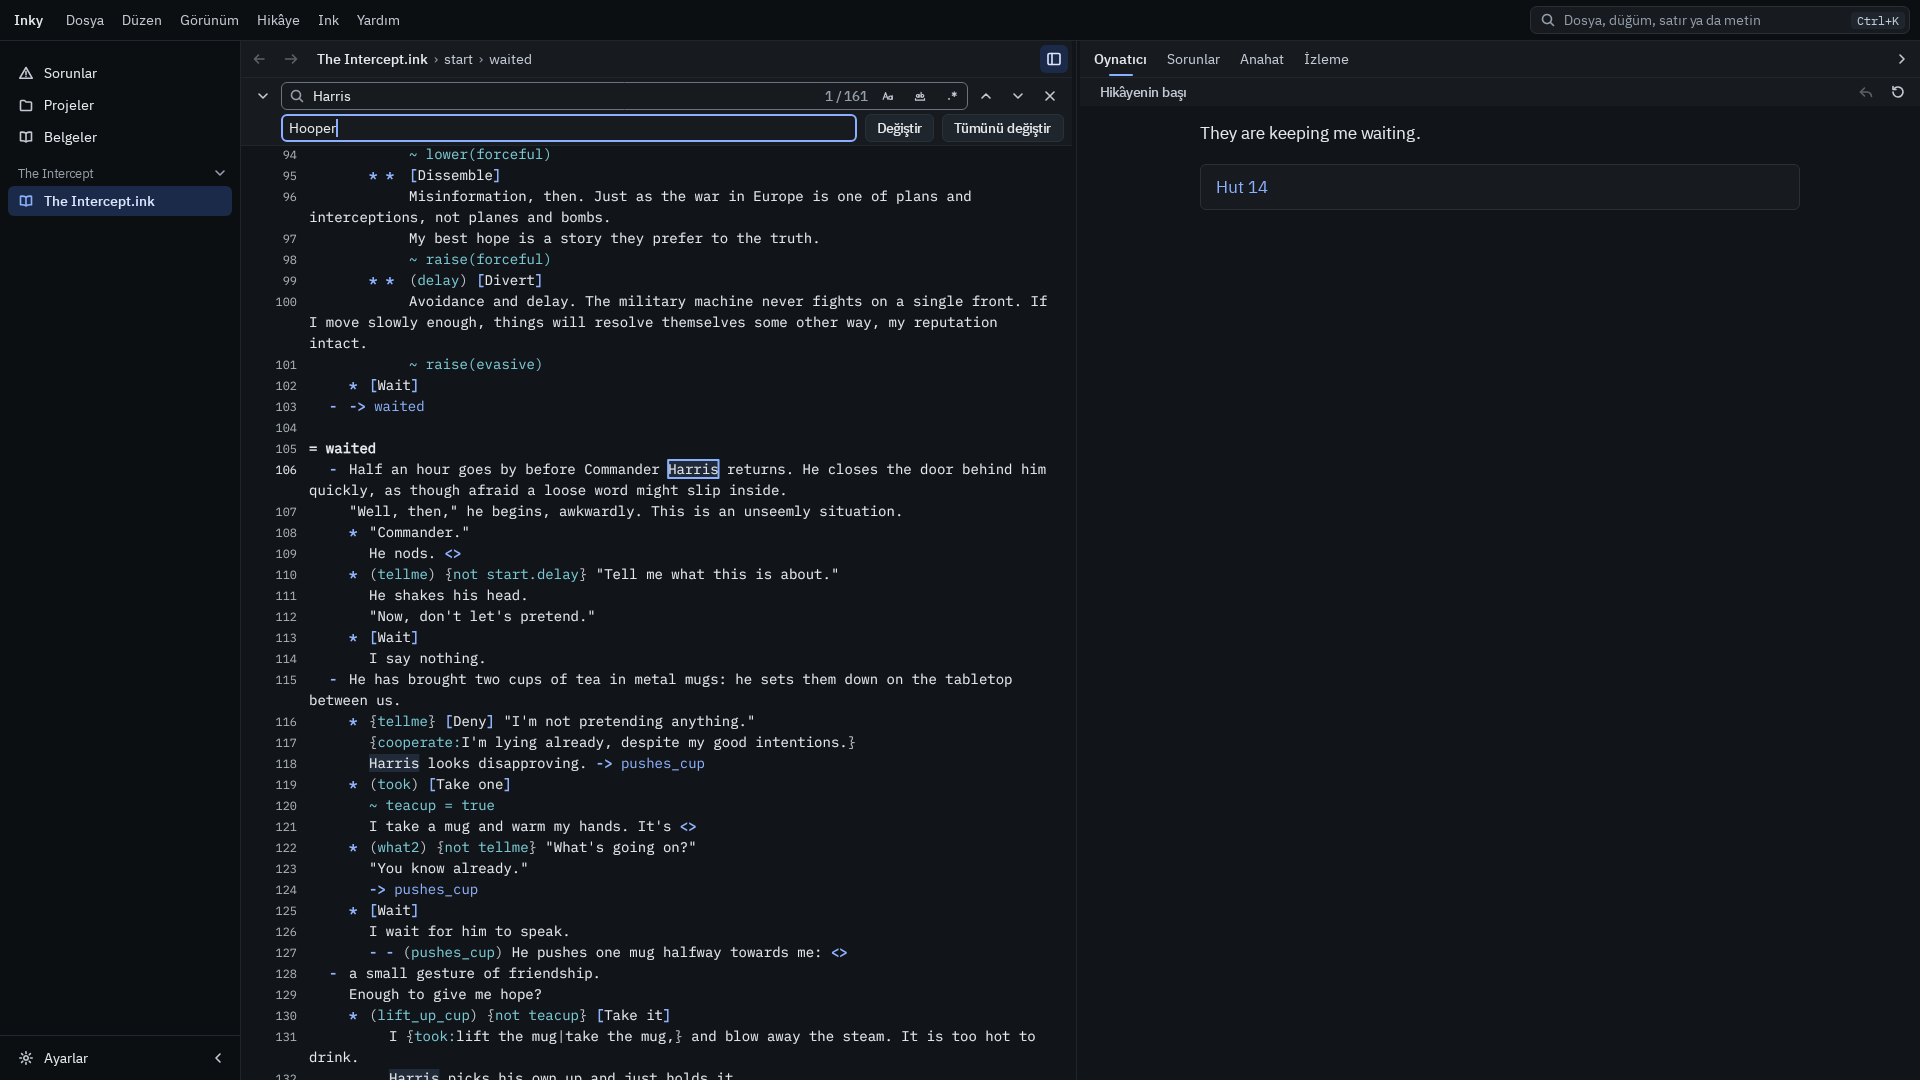 Inky Dosya Düzen Görünüm Hikâye Ink Yardım
Dosya, düğüm, satır ya da metin Ctrl+K
Sorunlar
Projeler
Belgeler
The Intercept
The Intercept.ink
Ayarlar
The Intercept.ink › start › waited
Harris 1 / 161 Aa ab .*
Hooper Değiştir Tümünü değiştir
94 ~ lower(forceful)
95 * * [Dissemble]
96 Misinformation, then. Just as the war in Europe is one of plans and
interceptions, not planes and bombs.
97 My best hope is a story they prefer to the truth.
98 ~ raise(forceful)
99 * * (delay) [Divert]
100 Avoidance and delay. The military machine never fights on a single front. If
I move slowly enough, things will resolve themselves some other way, my reputation
intact.
101 ~ raise(evasive)
102 * [Wait]
103 - -> waited
104
105 = waited
106 - Half an hour goes by before Commander Harris returns. He closes the door behind him
quickly, as though afraid a loose word might slip inside.
107 "Well, then," he begins, awkwardly. This is an unseemly situation.
108 * "Commander."
109 He nods. <>
110 * (tellme) {not start.delay} "Tell me what this is about."
111 He shakes his head.
112 "Now, don't let's pretend."
113 * [Wait]
114 I say nothing.
115 - He has brought two cups of tea in metal mugs: he sets them down on the tabletop
between us.
116 * {tellme} [Deny] "I'm not pretending anything."
117 {cooperate:I'm lying already, despite my good intentions.}
118 Harris looks disapproving. -> pushes_cup
119 * (took) [Take one]
120 ~ teacup = true
121 I take a mug and warm my hands. It's <>
122 * (what2) {not tellme} "What's going on?"
123 "You know already."
124 -> pushes_cup
125 * [Wait]
126 I wait for him to speak.
127 - - (pushes_cup) He pushes one mug halfway towards me: <>
128 - a small gesture of friendship.
129 Enough to give me hope?
130 * (lift_up_cup) {not teacup} [Take it]
131 I {took:lift the mug|take the mug,} and blow away the steam. It is too hot to
drink.
132 Harris picks his own up and just holds it.
Oynatıcı Sorunlar Anahat İzleme
Hikâyenin başı
They are keeping me waiting.
Hut 14